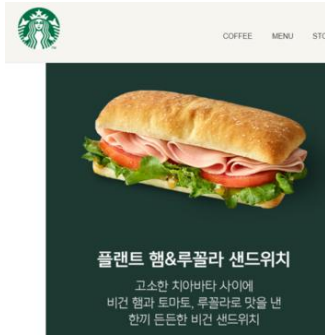 COFFEE MENU
플랜트 햄&루꼴라 샌드위치
고소한 치아바타 사이에
비건 햄과 토마토, 루꼴라로 맛을 낸
한끼 든든한 비건 샌드위치